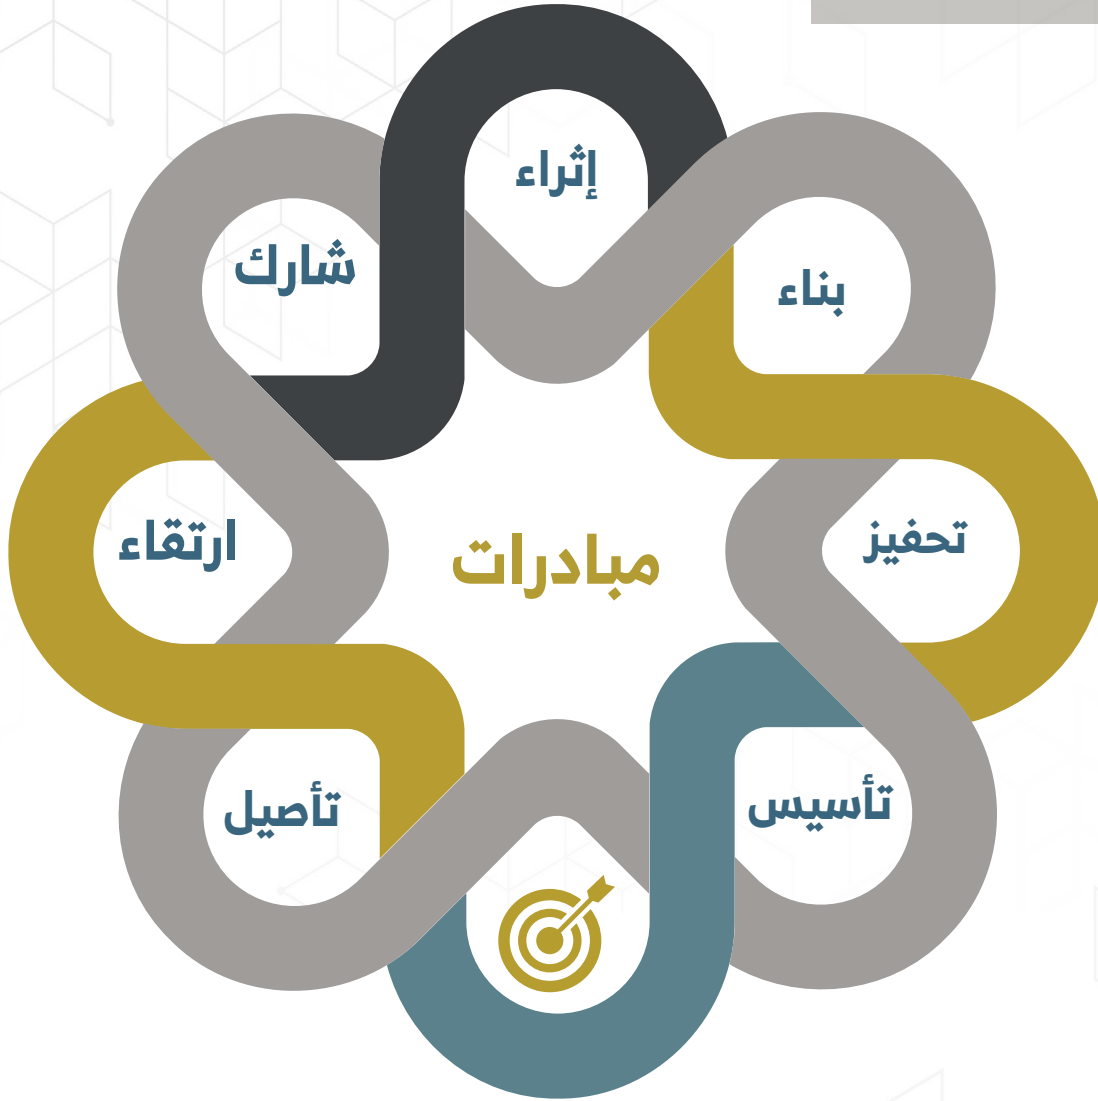 إثراء
بناء
شارك
تحفيز
مبادرات
ارتقاء
تأسيس
تأصيل